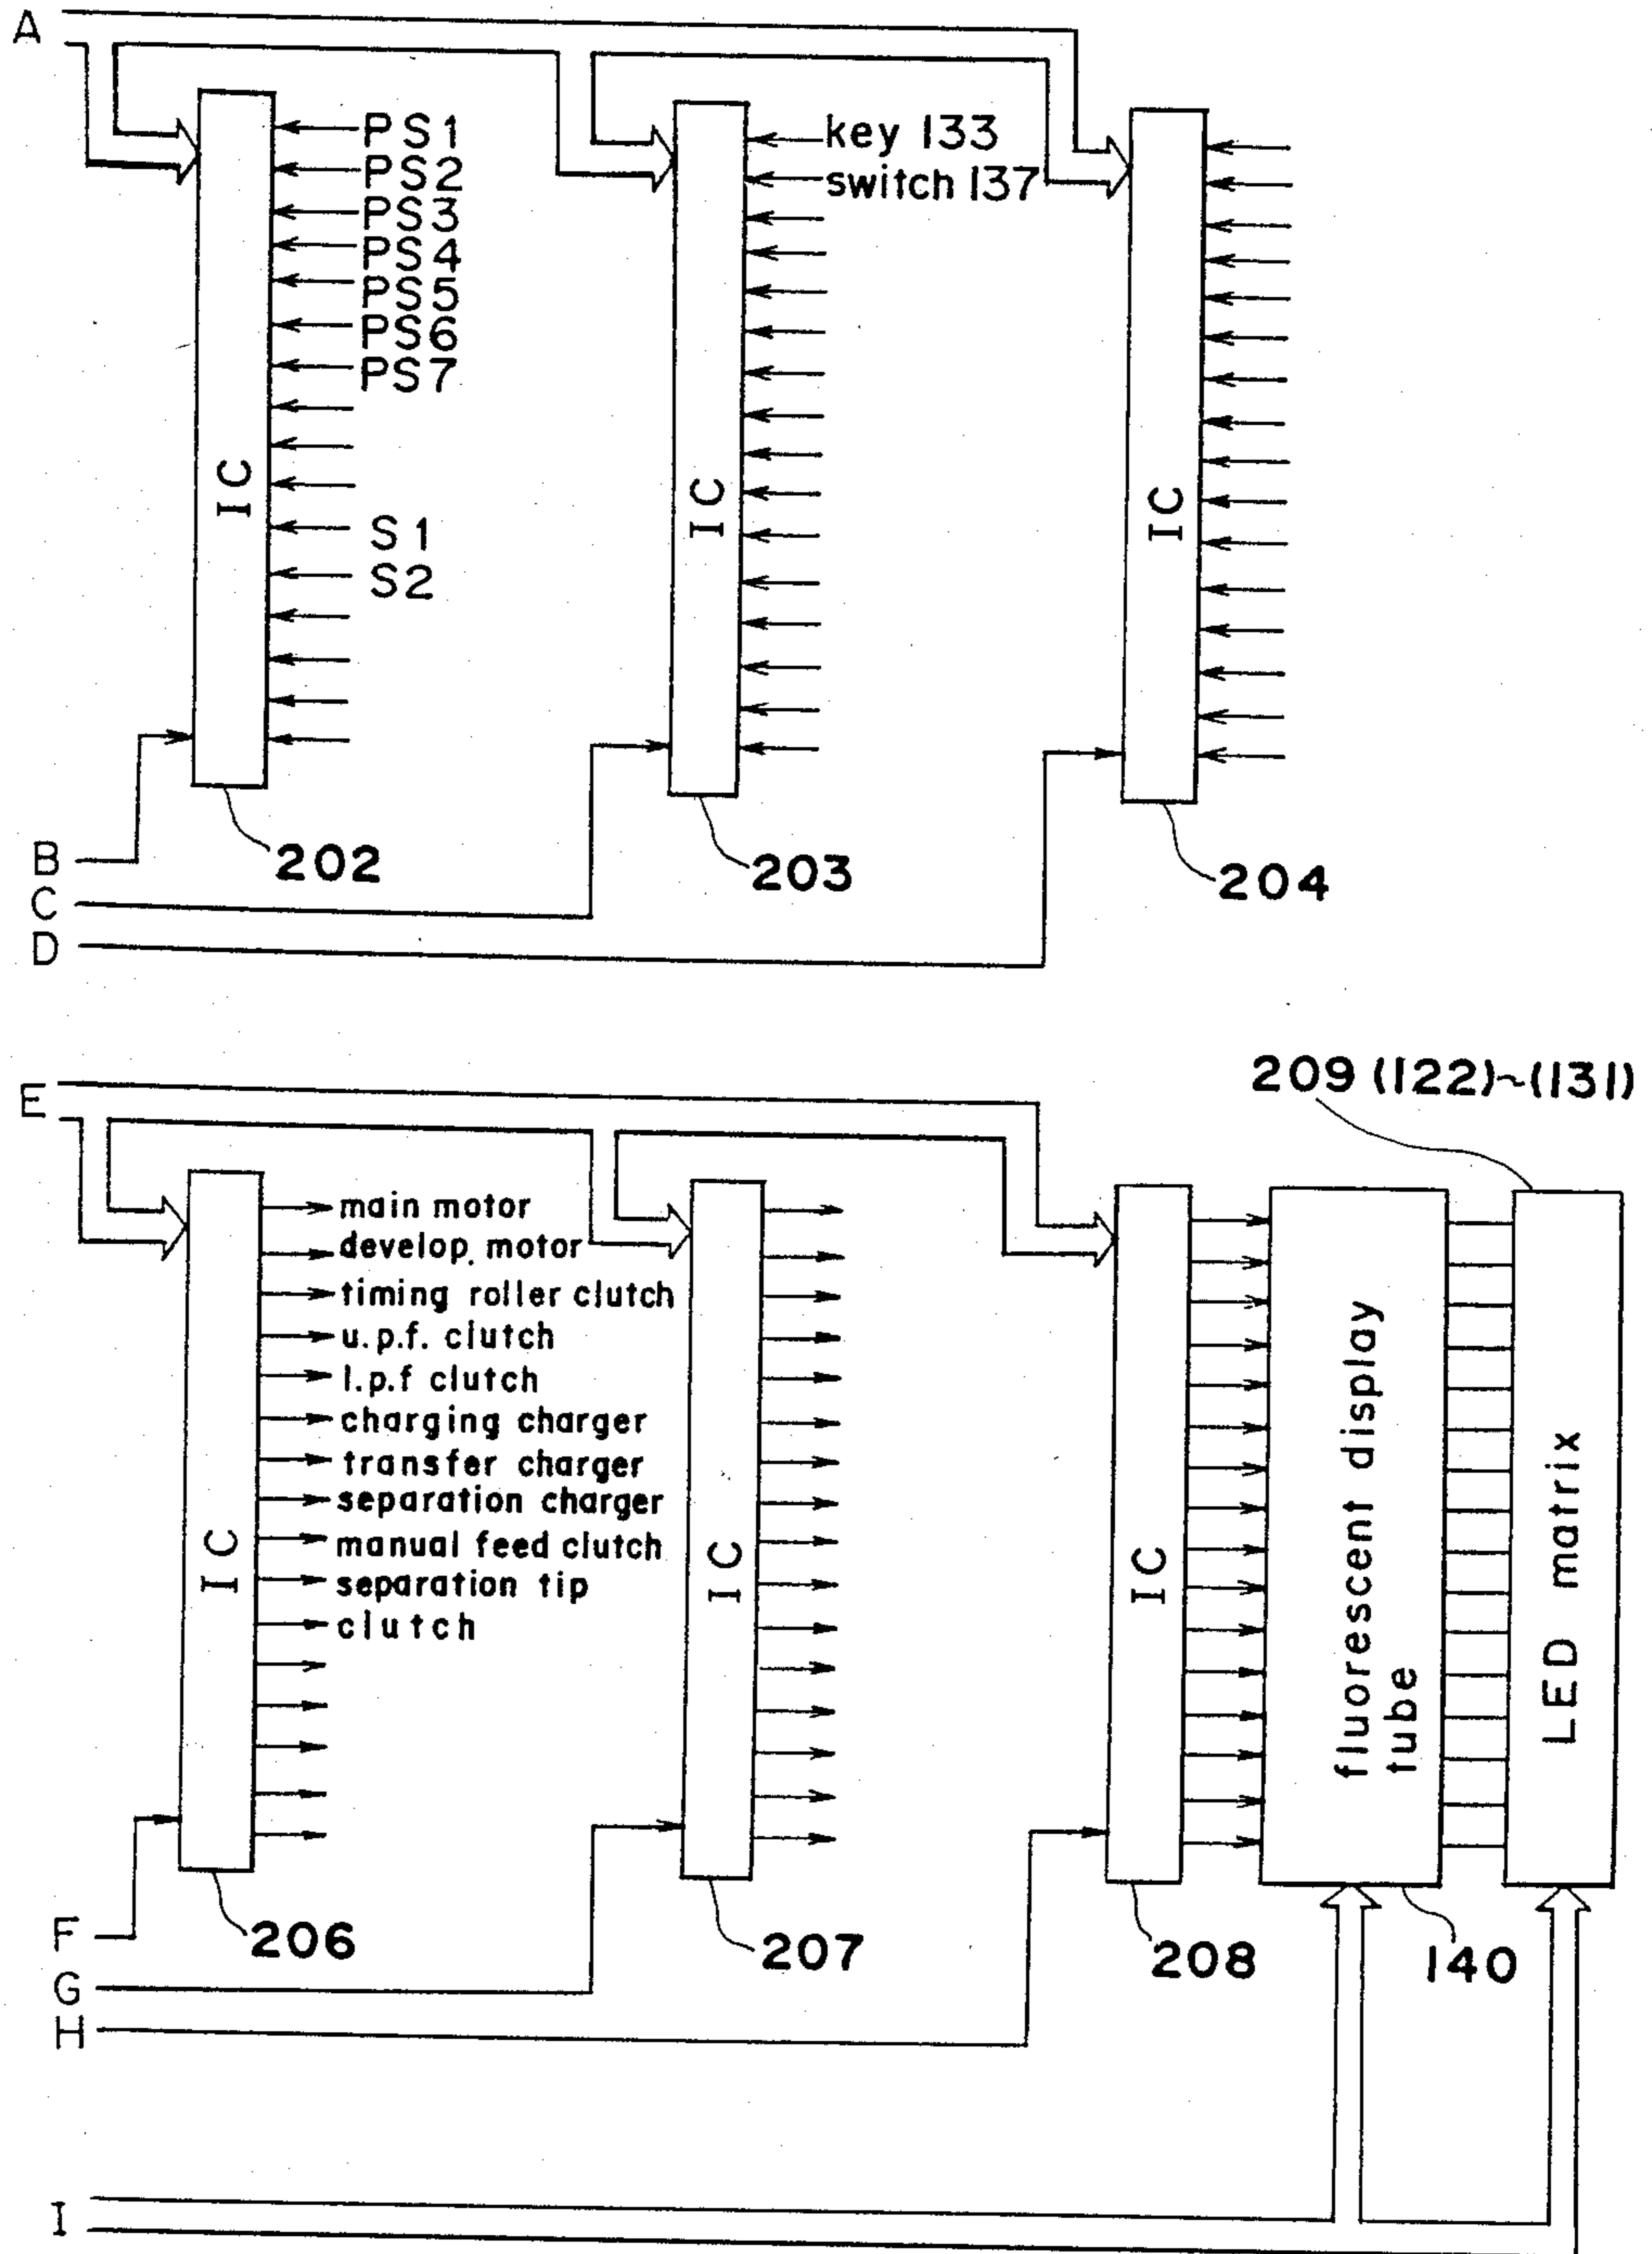 A
PS1
PS2
PS3
PS4
PS5
PS6
PS7
IC
S1
S2
key 133
switch 137
IC
IC
B
202
203
204
C
D
209 (122)~(131)
E
main motor
develop. motor
timing roller clutch
u.p.f. clutch
l.p.f clutch
charging charger
transfer charger
separation charger
manual feed clutch
separation tip
clutch
IC
IC
IC
fluorescent display
tube
LED matrix
F
206
207
208
140
G
H
I